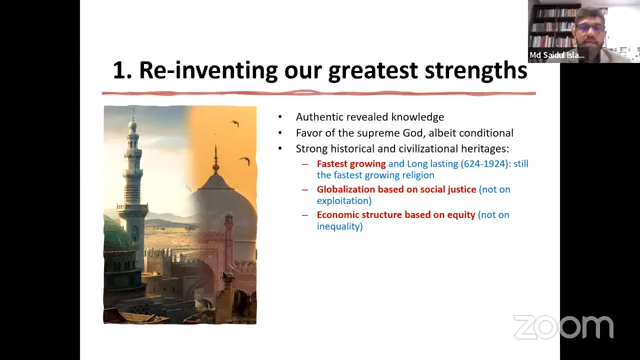 Md Saidul Isla...
1. Re-inventing our greatest strengths
• Authentic revealed knowledge
• Favor of the supreme God, albeit conditional
• Strong historical and civilizational heritages:
– Fastest growing and Long lasting (624-1924): still
the fastest growing religion
– Globalization based on social justice (not on
exploitation)
– Economic structure based on equity (not on
inequality)
zoom